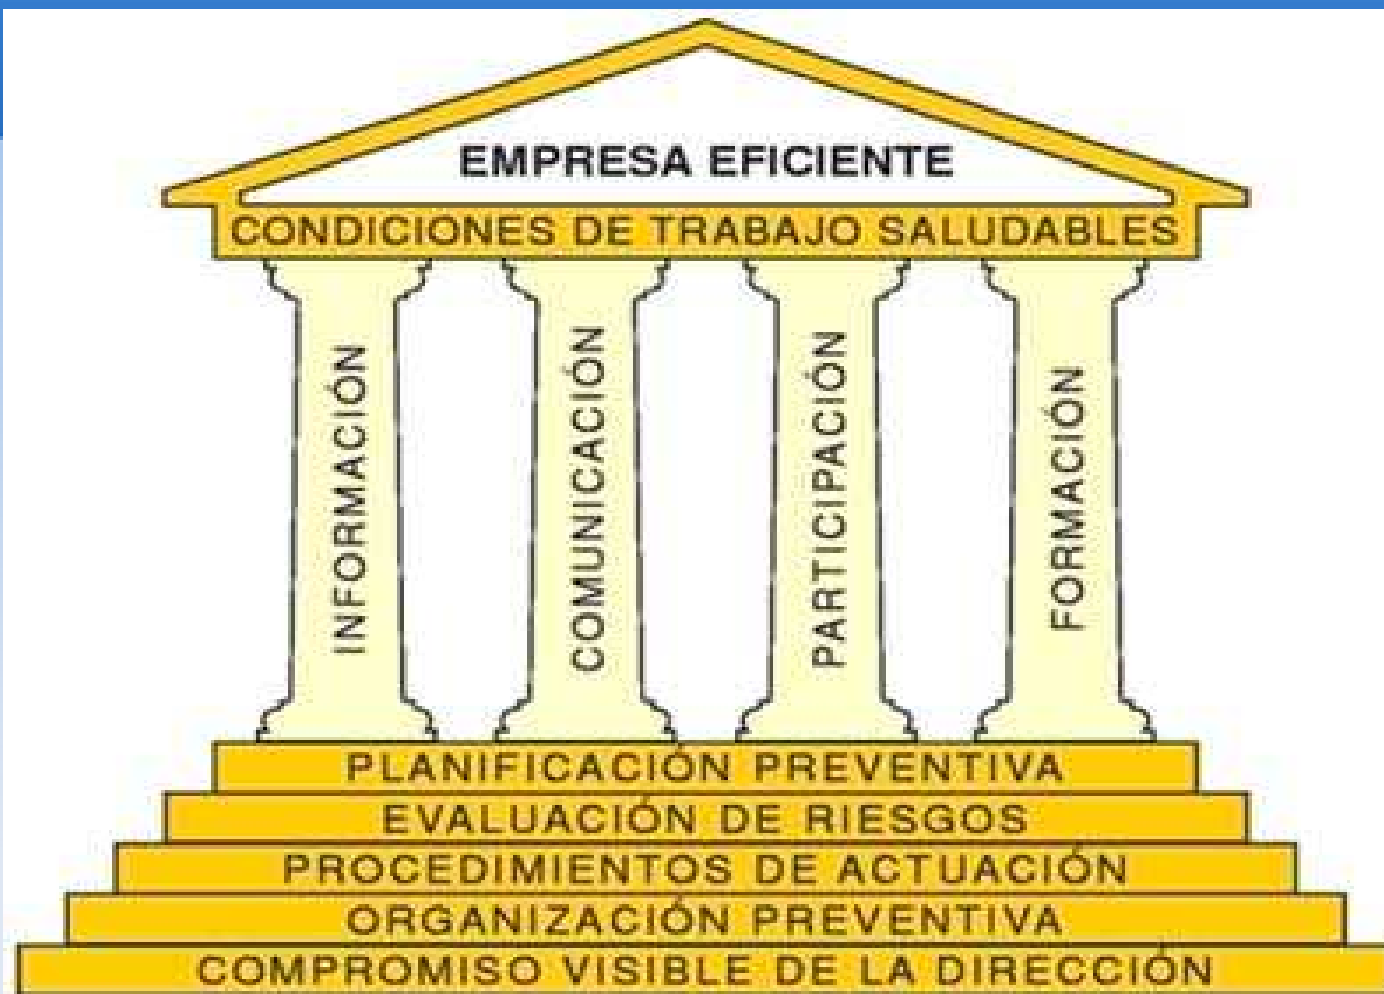 EMPRESA EFICIENTE
CONDICIONES DE TRABAJO SALUDABLES
INFORMACIÓN
COMUNICACIÓN
PARTICIPACIÓN
FORMACIÓN
PLANIFICACIÓN PREVENTIVA
EVALUACIÓN DE RIESGOS
PROCEDIMIENTOS DE ACTUACIÓN
ORGANIZACIÓN PREVENTIVA
COMPROMISO VISIBLE DE LA DIRECCIÓN